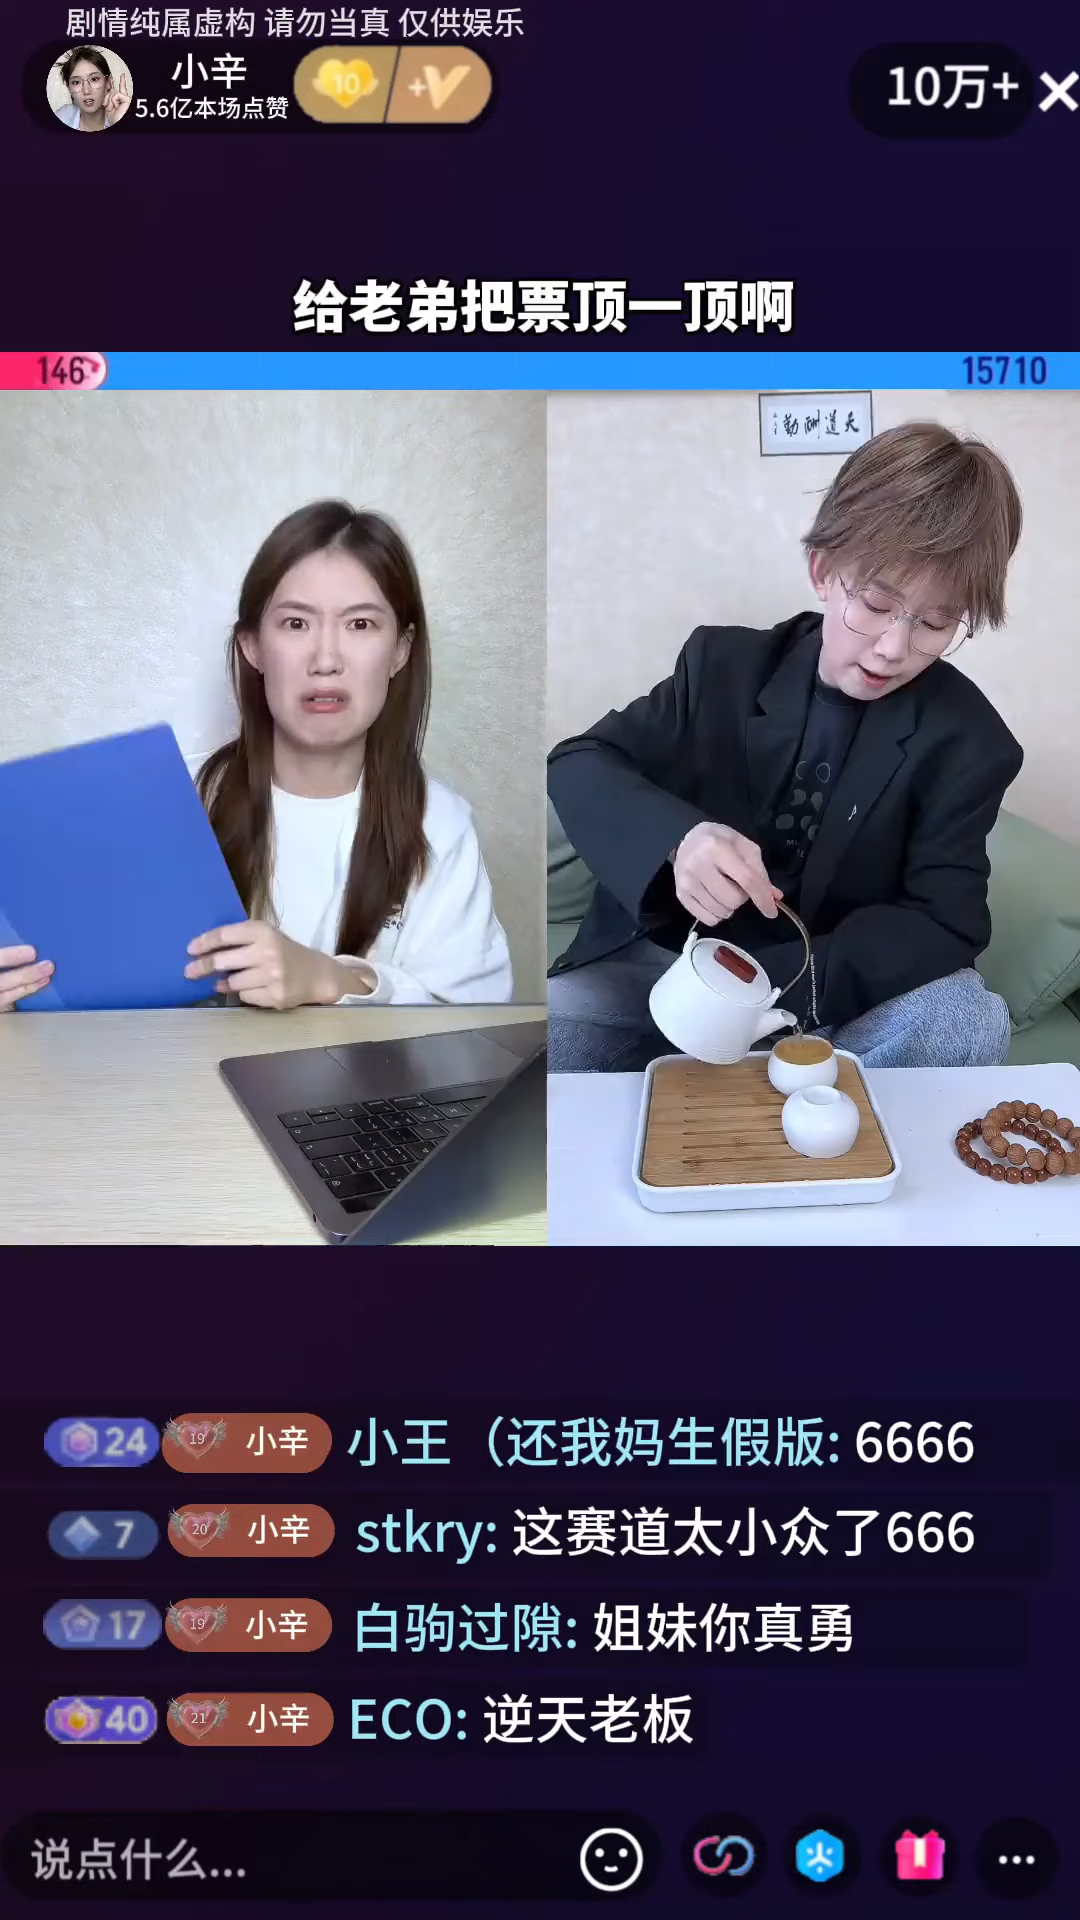 剧情纯属虚构 请勿当真 仅供娱乐
小辛
5.6亿本场点赞
10
+V
10万+
给老弟把票顶一顶啊
146
15710
天道酬勤
24 19 小辛 小王（还我妈生假版: 6666
7 20 小辛 stkry: 这赛道太小众了666
17 19 小辛 白驹过隙: 姐妹你真勇
40 21 小辛 ECO: 逆天老板
说点什么...